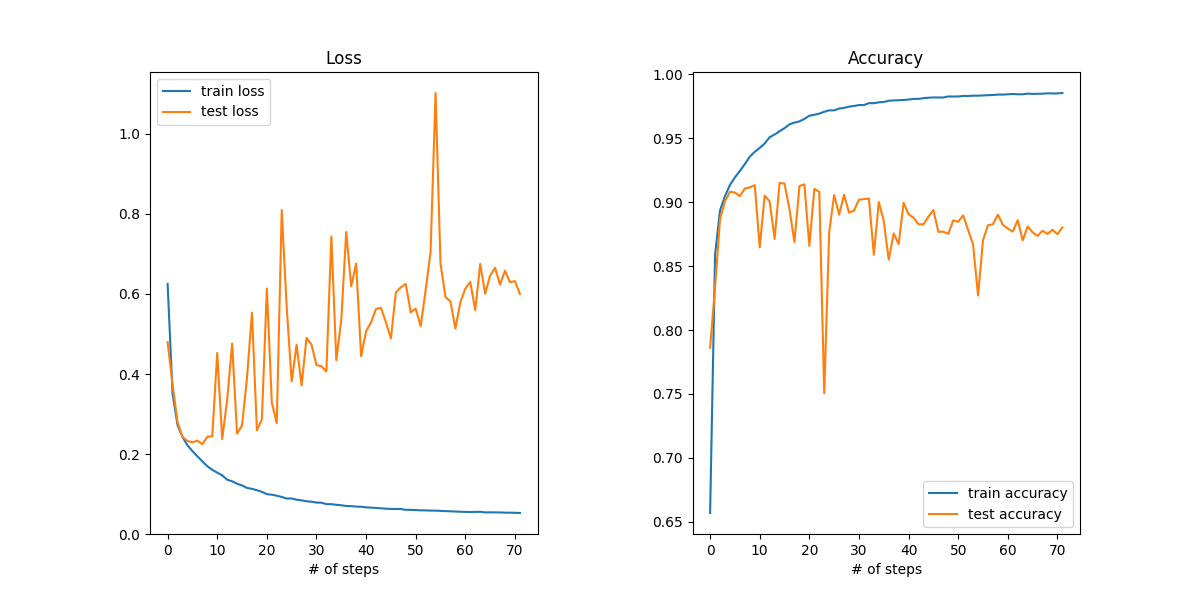 Loss
train loss
test loss
1.0
0.8
0.6
0.4
0.2
0.0
0 10 20 30 40 50 60 70
# of steps
Accuracy
1.00
0.95
0.90
0.85
0.80
0.75
0.70
0.65
train accuracy
test accuracy
0 10 20 30 40 50 60 70
# of steps